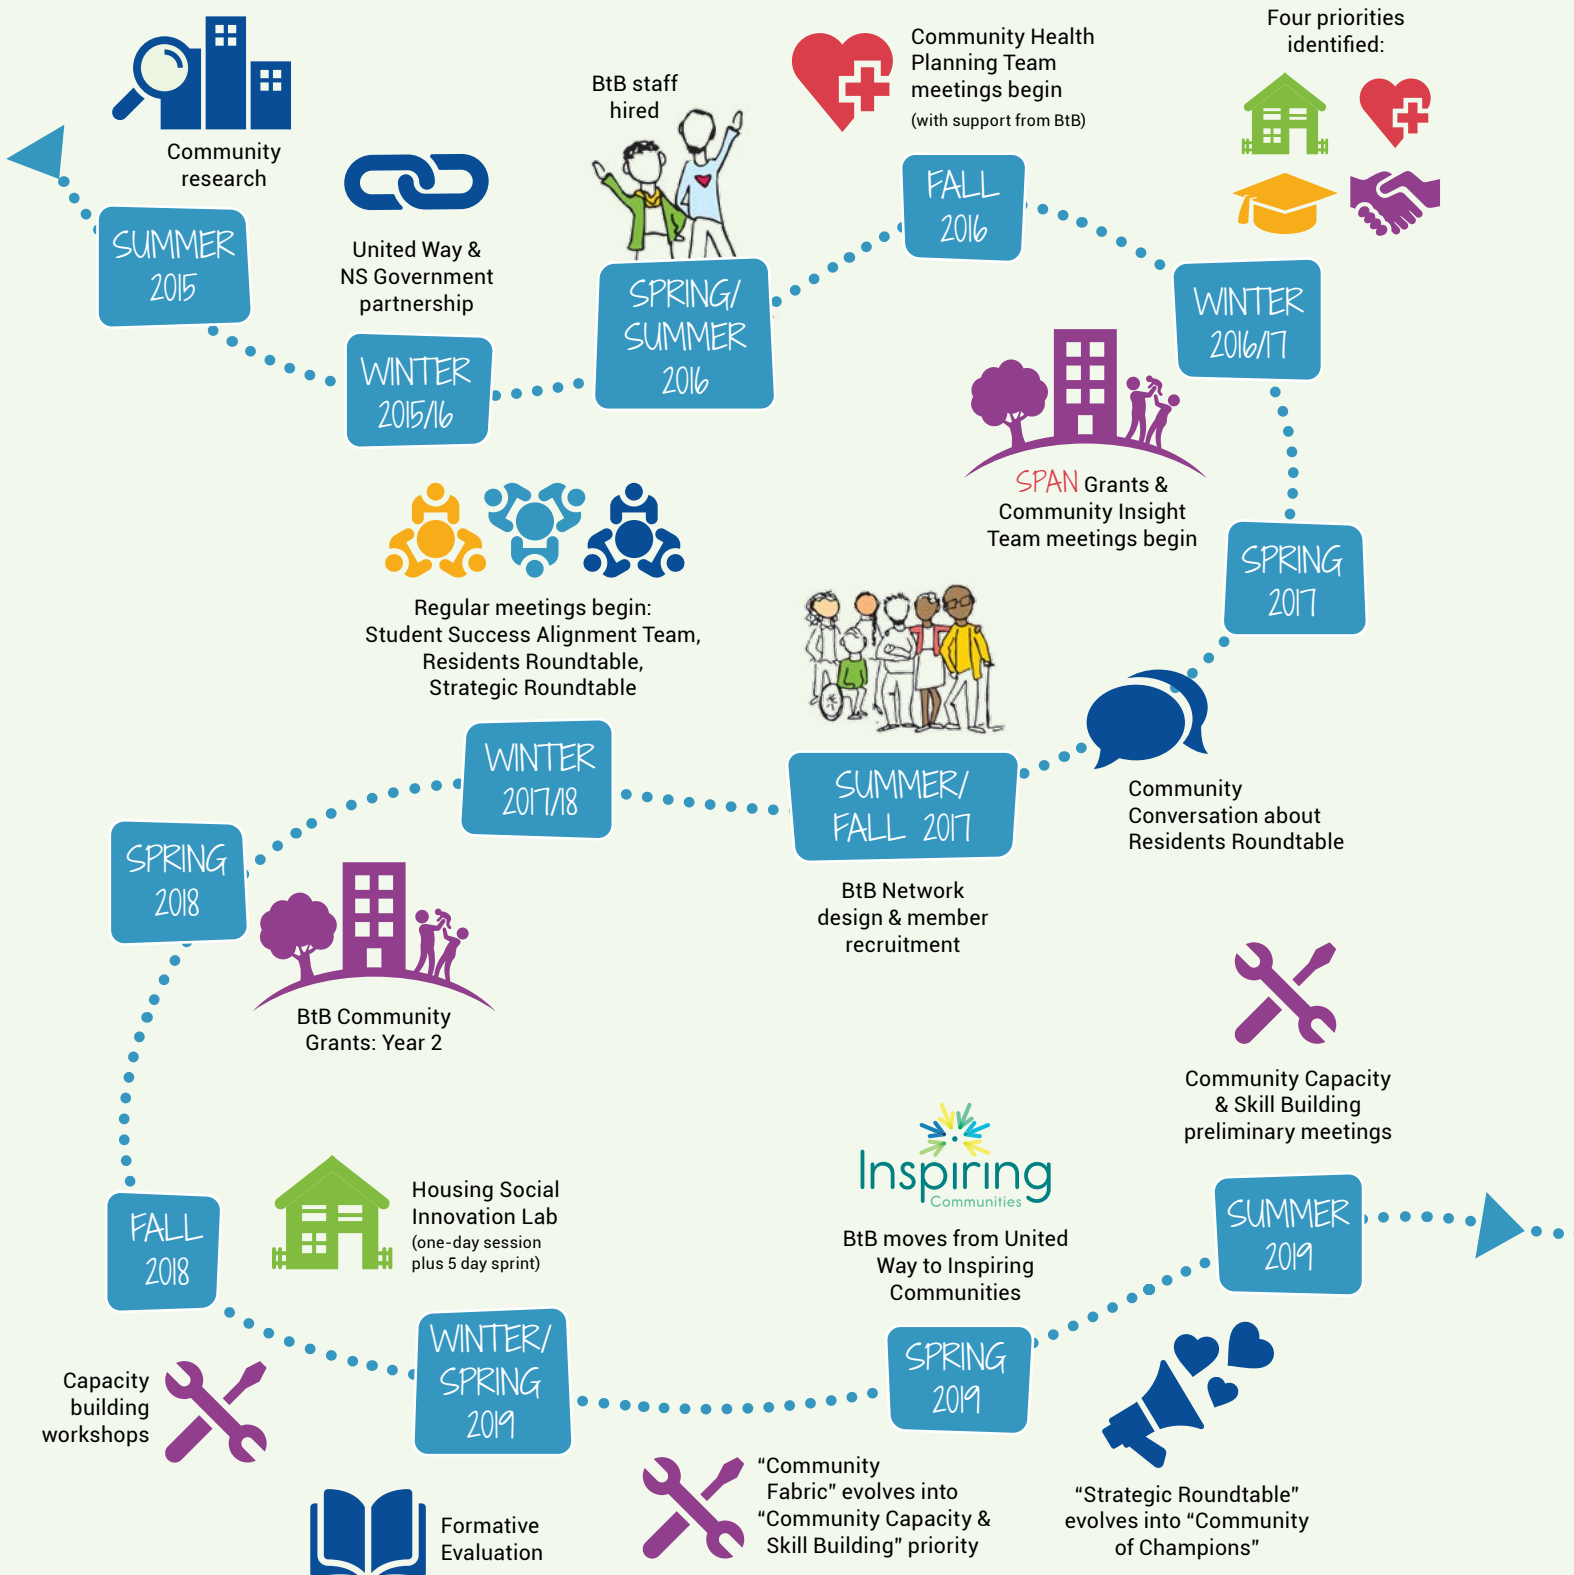 Community
research
SUMMER
2015
United Way &
NS Government
partnership
WINTER
2015/16
BtB staff
hired
SPRING/
SUMMER
2016
Community Health
Planning Team
meetings begin
(with support from BtB)
FALL
2016
Four priorities
identified:
WINTER
2016/17
SPAN Grants &
Community Insight
Team meetings begin
SPRING
2017
Community
Conversation about
Residents Roundtable
SUMMER/
FALL 2017
BtB Network
design & member
recruitment
Regular meetings begin:
Student Success Alignment Team,
Residents Roundtable,
Strategic Roundtable
WINTER
2017/18
SPRING
2018
BtB Community
Grants: Year 2
FALL
2018
Capacity
building
workshops
Housing Social
Innovation Lab
(one-day session
plus 5 day sprint)
WINTER/
SPRING
2019
Formative
Evaluation
Inspiring
Communities
BtB moves from United
Way to Inspiring
Communities
SPRING
2019
“Community
Fabric” evolves into
“Community Capacity &
Skill Building” priority
Community Capacity
& Skill Building
preliminary meetings
SUMMER
2019
“Strategic Roundtable”
evolves into “Community
of Champions”